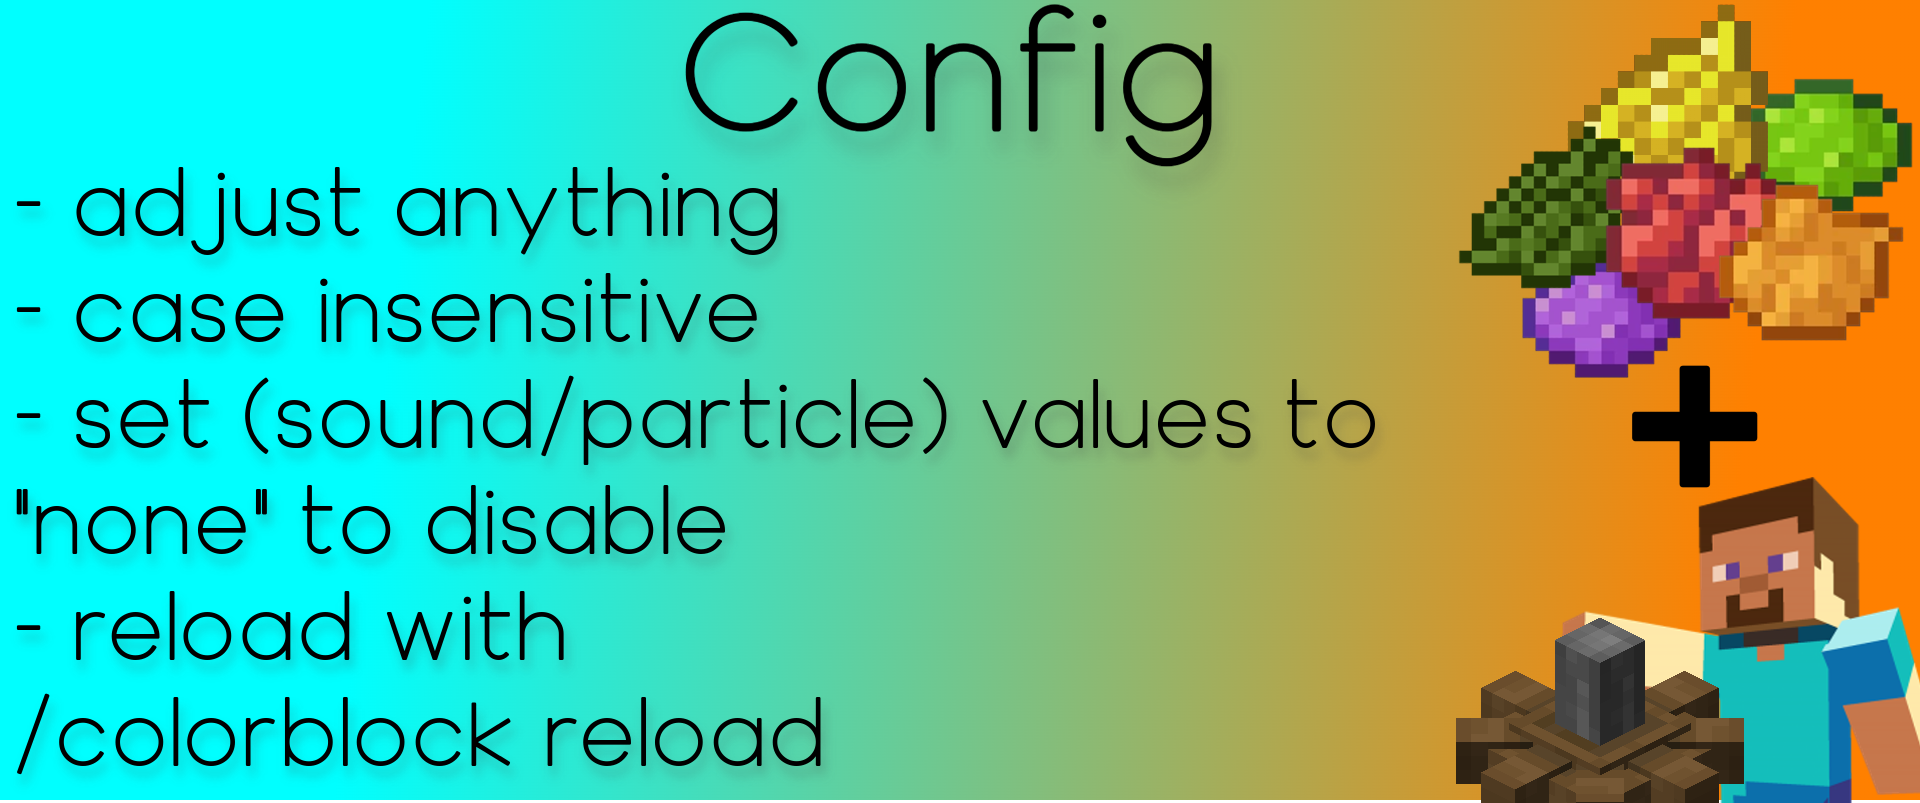 Config
- adjust anything
- case insensitive
- set (sound/particle) values to
"none" to disable
- reload with
/colorblock reload